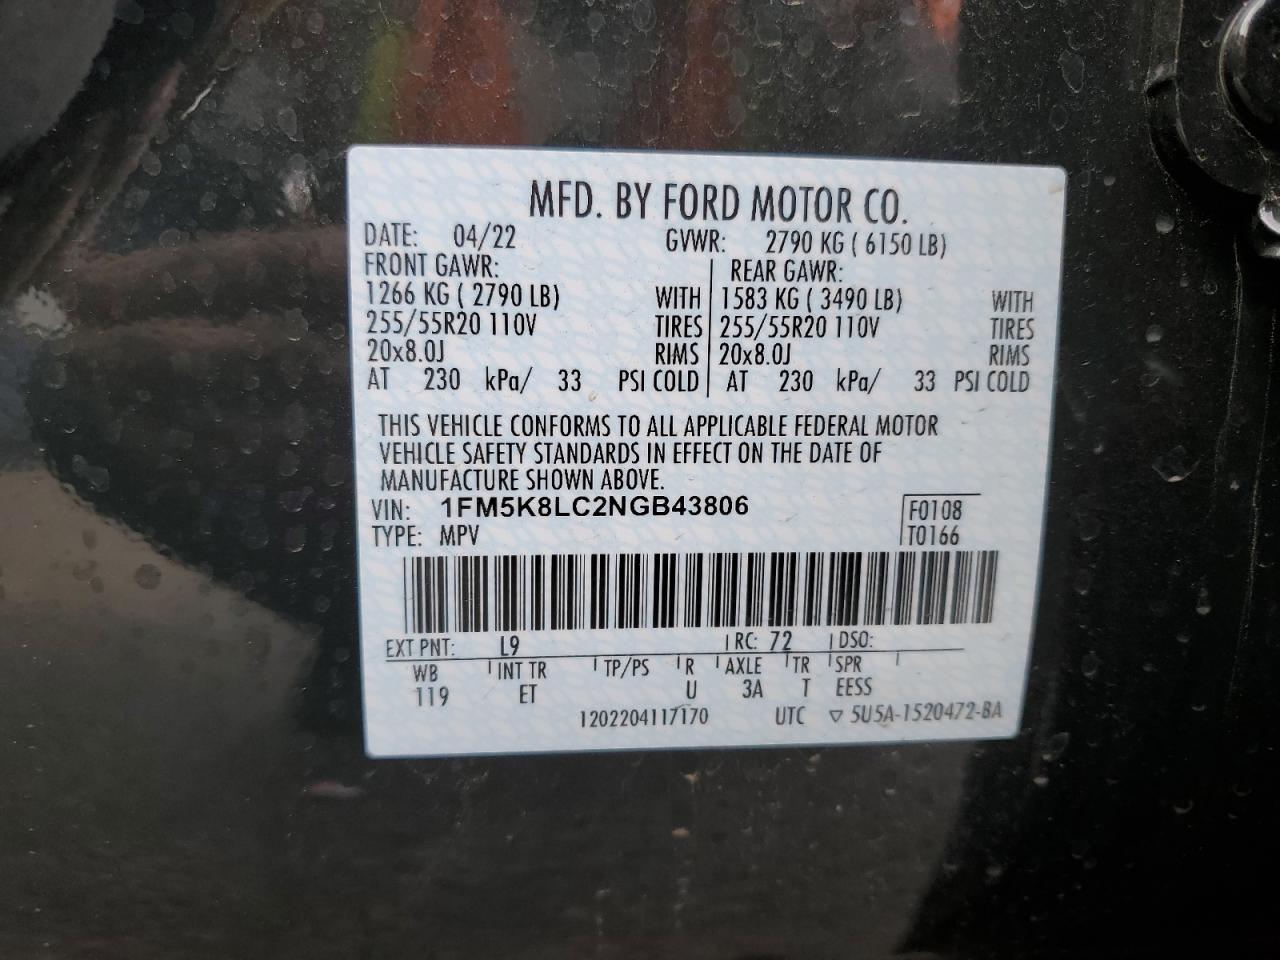 MFD. BY FORD MOTOR CO.
DATE: 04/22 GVWR: 2790 KG ( 6150 LB)
FRONT GAWR: REAR GAWR:
1266 KG ( 2790 LB) WITH 1583 KG ( 3490 LB) WITH
255/55R20 110V TIRES 255/55R20 110V TIRES
20x8.0J RIMS 20x8.0J RIMS
AT 230 kPa/ 33 PSI COLD AT 230 kPa/ 33 PSI COLD
THIS VEHICLE CONFORMS TO ALL APPLICABLE FEDERAL MOTOR
VEHICLE SAFETY STANDARDS IN EFFECT ON THE DATE OF
MANUFACTURE SHOWN ABOVE.
VIN: 1FM5K8LC2NGB43806 F0108
TYPE: MPV T0166
EXT PNT: L9 RC: 72 DSO:
WB INT TR TP/PS R AXLE TR SPR
119 ET U 3A T EESS
1202204117170 UTC ▽ 5U5A-1520472-BA